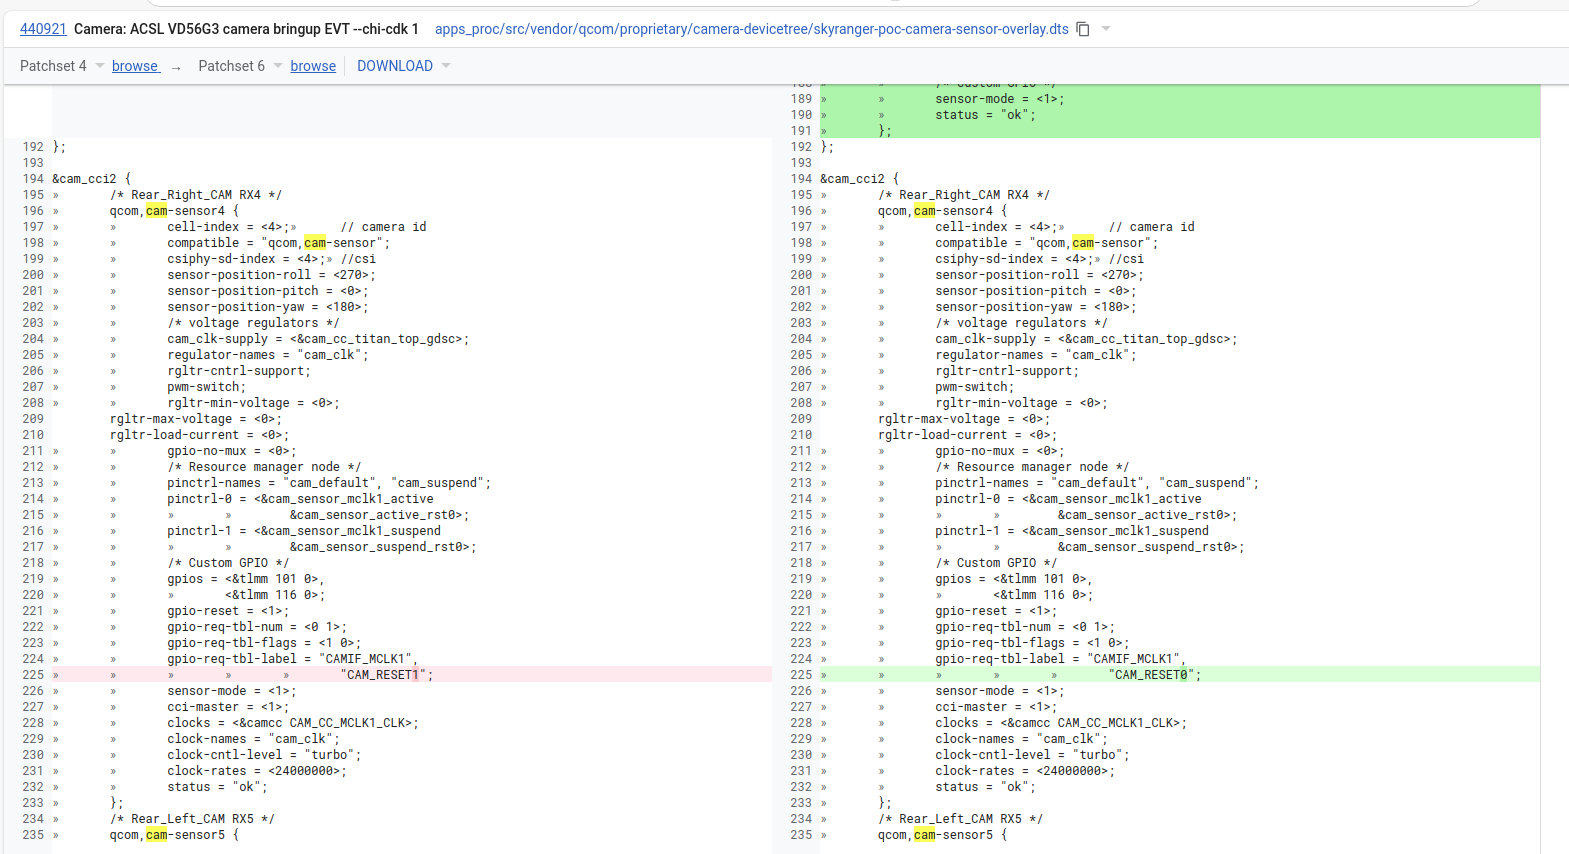 440921 Camera: ACSL VD56G3 camera bringup EVT --chi-cdk 1 apps_proc/src/vendor/qcom/proprietary/camera-devicetree/skyranger-poc-camera-sensor-overlay.dts
Patchset 4 browse → Patchset 6 browse DOWNLOAD
188 » » /* Custom GPIO */
189 » » sensor-mode = <1>;
190 » » status = "ok";
191 » };
192 }; 192 };
193 193
194 &cam_cci2 { 194 &cam_cci2 {
195 » /* Rear_Right_CAM RX4 */ 195 » /* Rear_Right_CAM RX4 */
196 » qcom,cam-sensor4 { 196 » qcom,cam-sensor4 {
197 » » cell-index = <4>;» // camera id 197 » » cell-index = <4>;» // camera id
198 » » compatible = "qcom,cam-sensor"; 198 » » compatible = "qcom,cam-sensor";
199 » » csiphy-sd-index = <4>;» //csi 199 » » csiphy-sd-index = <4>;» //csi
200 » » sensor-position-roll = <270>; 200 » » sensor-position-roll = <270>;
201 » » sensor-position-pitch = <0>; 201 » » sensor-position-pitch = <0>;
202 » » sensor-position-yaw = <180>; 202 » » sensor-position-yaw = <180>;
203 » » /* voltage regulators */ 203 » » /* voltage regulators */
204 » » cam_clk-supply = <&cam_cc_titan_top_gdsc>; 204 » » cam_clk-supply = <&cam_cc_titan_top_gdsc>;
205 » » regulator-names = "cam_clk"; 205 » » regulator-names = "cam_clk";
206 » » rgltr-cntrl-support; 206 » » rgltr-cntrl-support;
207 » » pwm-switch; 207 » » pwm-switch;
208 » » rgltr-min-voltage = <0>; 208 » » rgltr-min-voltage = <0>;
209 rgltr-max-voltage = <0>; 209 rgltr-max-voltage = <0>;
210 rgltr-load-current = <0>; 210 rgltr-load-current = <0>;
211 » » gpio-no-mux = <0>; 211 » » gpio-no-mux = <0>;
212 » » /* Resource manager node */ 212 » » /* Resource manager node */
213 » » pinctrl-names = "cam_default", "cam_suspend"; 213 » » pinctrl-names = "cam_default", "cam_suspend";
214 » » pinctrl-0 = <&cam_sensor_mclk1_active 214 » » pinctrl-0 = <&cam_sensor_mclk1_active
215 » » » » &cam_sensor_active_rst0>; 215 » » » » &cam_sensor_active_rst0>;
216 » » pinctrl-1 = <&cam_sensor_mclk1_suspend 216 » » pinctrl-1 = <&cam_sensor_mclk1_suspend
217 » » » » &cam_sensor_suspend_rst0>; 217 » » » » &cam_sensor_suspend_rst0>;
218 » » /* Custom GPIO */ 218 » » /* Custom GPIO */
219 » » gpios = <&tlmm 101 0>, 219 » » gpios = <&tlmm 101 0>,
220 » » » <&tlmm 116 0>; 220 » » » <&tlmm 116 0>;
221 » » gpio-reset = <1>; 221 » » gpio-reset = <1>;
222 » » gpio-req-tbl-num = <0 1>; 222 » » gpio-req-tbl-num = <0 1>;
223 » » gpio-req-tbl-flags = <1 0>; 223 » » gpio-req-tbl-flags = <1 0>;
224 » » gpio-req-tbl-label = "CAMIF_MCLK1", 224 » » gpio-req-tbl-label = "CAMIF_MCLK1",
225 » » » » » "CAM_RESET1"; 225 » » » » » "CAM_RESET0";
226 » » sensor-mode = <1>; 226 » » sensor-mode = <1>;
227 » » cci-master = <1>; 227 » » cci-master = <1>;
228 » » clocks = <&camcc CAM_CC_MCLK1_CLK>; 228 » » clocks = <&camcc CAM_CC_MCLK1_CLK>;
229 » » clock-names = "cam_clk"; 229 » » clock-names = "cam_clk";
230 » » clock-cntl-level = "turbo"; 230 » » clock-cntl-level = "turbo";
231 » » clock-rates = <24000000>; 231 » » clock-rates = <24000000>;
232 » » status = "ok"; 232 » » status = "ok";
233 » }; 233 » };
234 » /* Rear_Left_CAM RX5 */ 234 » /* Rear_Left_CAM RX5 */
235 » qcom,cam-sensor5 { 235 » qcom,cam-sensor5 {